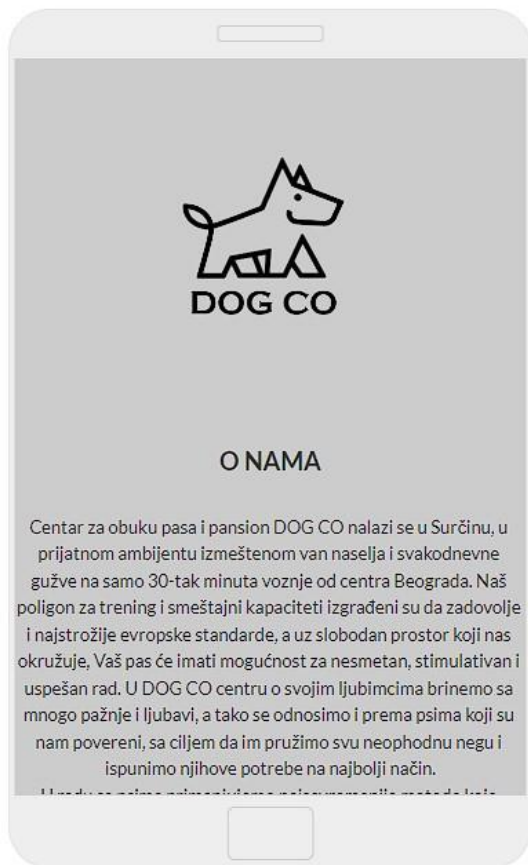 DOG CO
O NAMA
Centar za obuku pasa i pansion DOG CO nalazi se u Surčinu, u
prijatnom ambijentu izmeštenom van naselja i svakodnevne
gužve na samo 30-tak minuta voznje od centra Beograda. Naš
poligon za trening i smeštajni kapaciteti izgrađeni su da zadovolje
i najstrožije evropske standarde, a uz slobodan prostor koji nas
okružuje, Vaš pas će imati mogućnost za nesmetan, stimulativan i
uspešan rad. U DOG CO centru o svojim ljubimcima brinemo sa
mnogo pažnje i ljubavi, a tako se odnosimo i prema psima koji su
nam povereni, sa ciljem da im pružimo svu neophodnu negu i
ispunimo njihove potrebe na najbolji način.